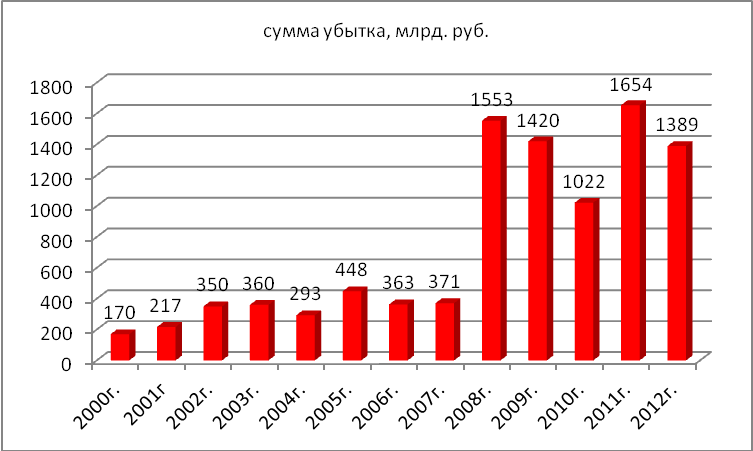 сумма убытка, млрд. руб.
1800
1600
1400
1200
1000
800
600
400
200
0
170
217
350
360
293
448
363
371
1553
1420
1022
1654
1389
2000г.
2001г
2002г.
2003г.
2004г.
2005г.
2006г.
2007г.
2008г.
2009г.
2010г.
2011г.
2012г.